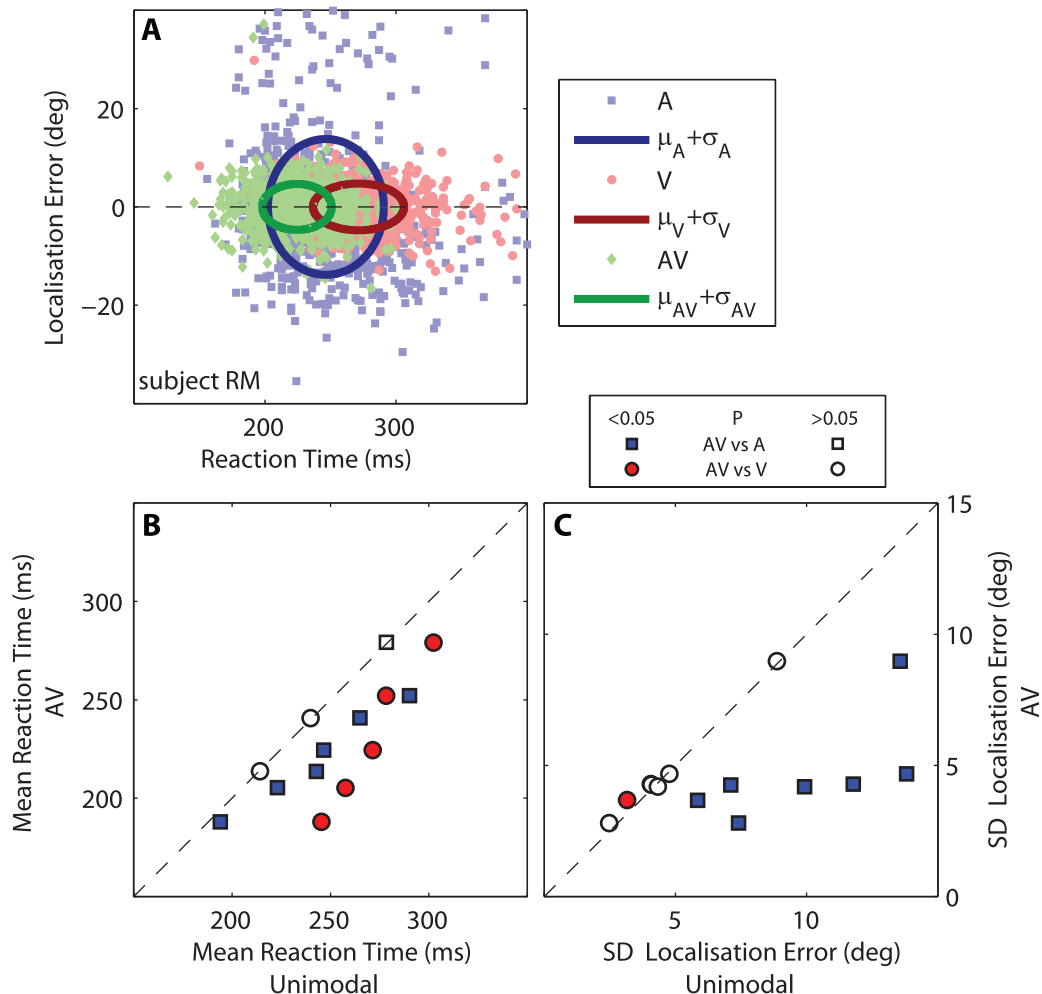 A
20
0
−20
Localisation Error (deg)
subject RM
200
300
Reaction Time (ms)
A
μA+σA
V
μV+σV
AV
μAV+σAV
<0.05 P >0.05
AV vs A
AV vs V
B
300
250
200
Mean Reaction Time (ms)
AV
200
250
300
Mean Reaction Time (ms)
Unimodal
C
15
10
5
0
SD Localisation Error (deg)
AV
5
10
SD Localisation Error (deg)
Unimodal